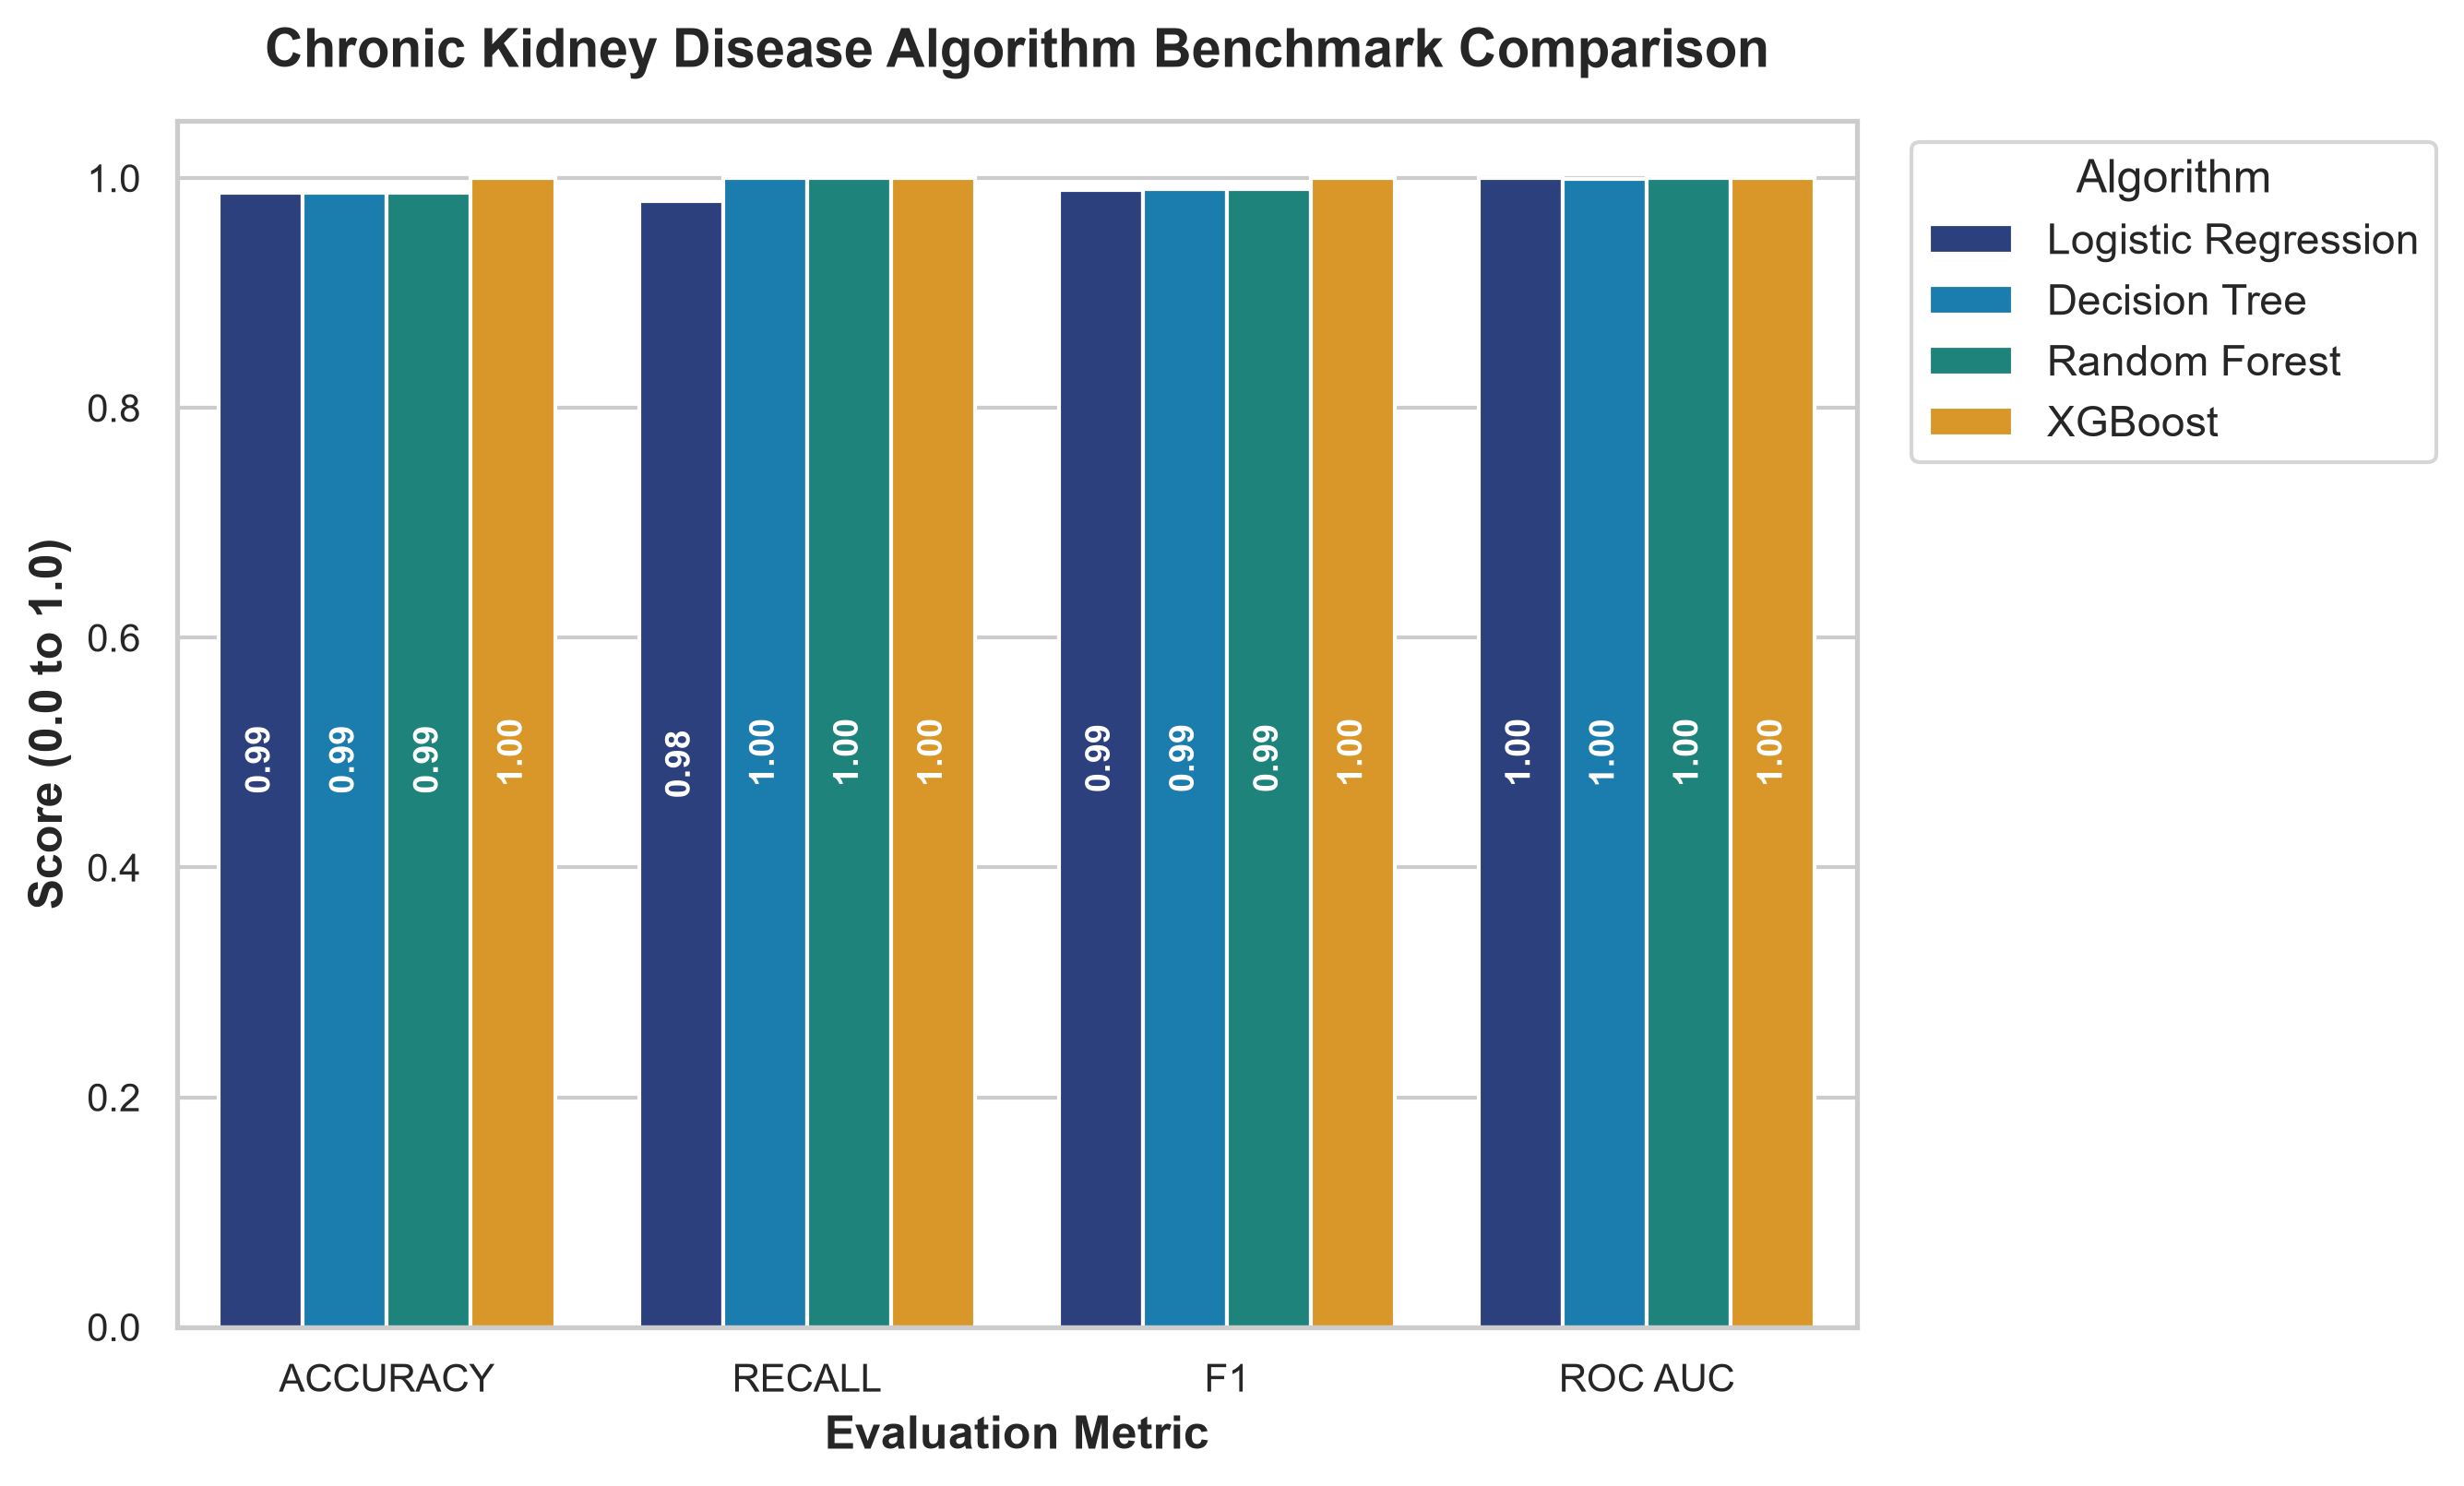 Chronic Kidney Disease Algorithm Benchmark Comparison
Score (0.0 to 1.0)
1.0
0.8
0.6
0.4
0.2
0.0
0.99
0.99
0.99
1.00
0.98
1.00
1.00
1.00
0.99
0.99
0.99
1.00
1.00
1.00
1.00
1.00
ACCURACY
RECALL
F1
ROC AUC
Evaluation Metric
Algorithm
Logistic Regression
Decision Tree
Random Forest
XGBoost